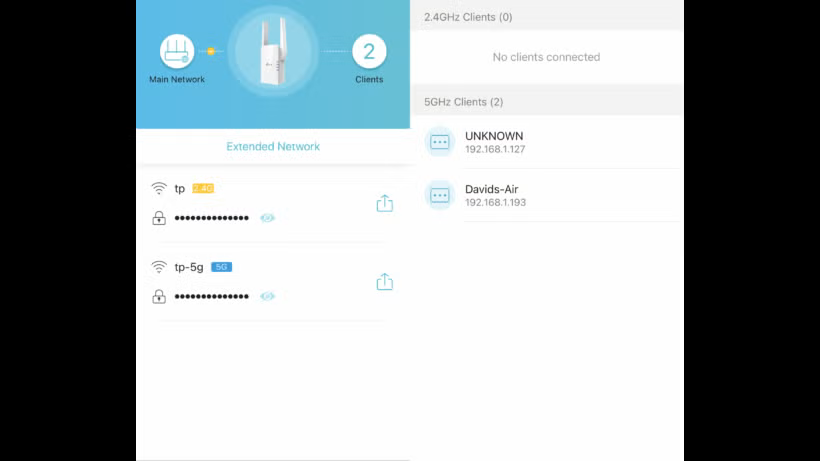 2
Main Network
Clients
Extended Network
tp 2.4G
••••••••••••••
tp-5g 5G
••••••••••••••
2.4GHz Clients (0)
No clients connected
5GHz Clients (2)
UNKNOWN
192.168.1.127
Davids-Air
192.168.1.193